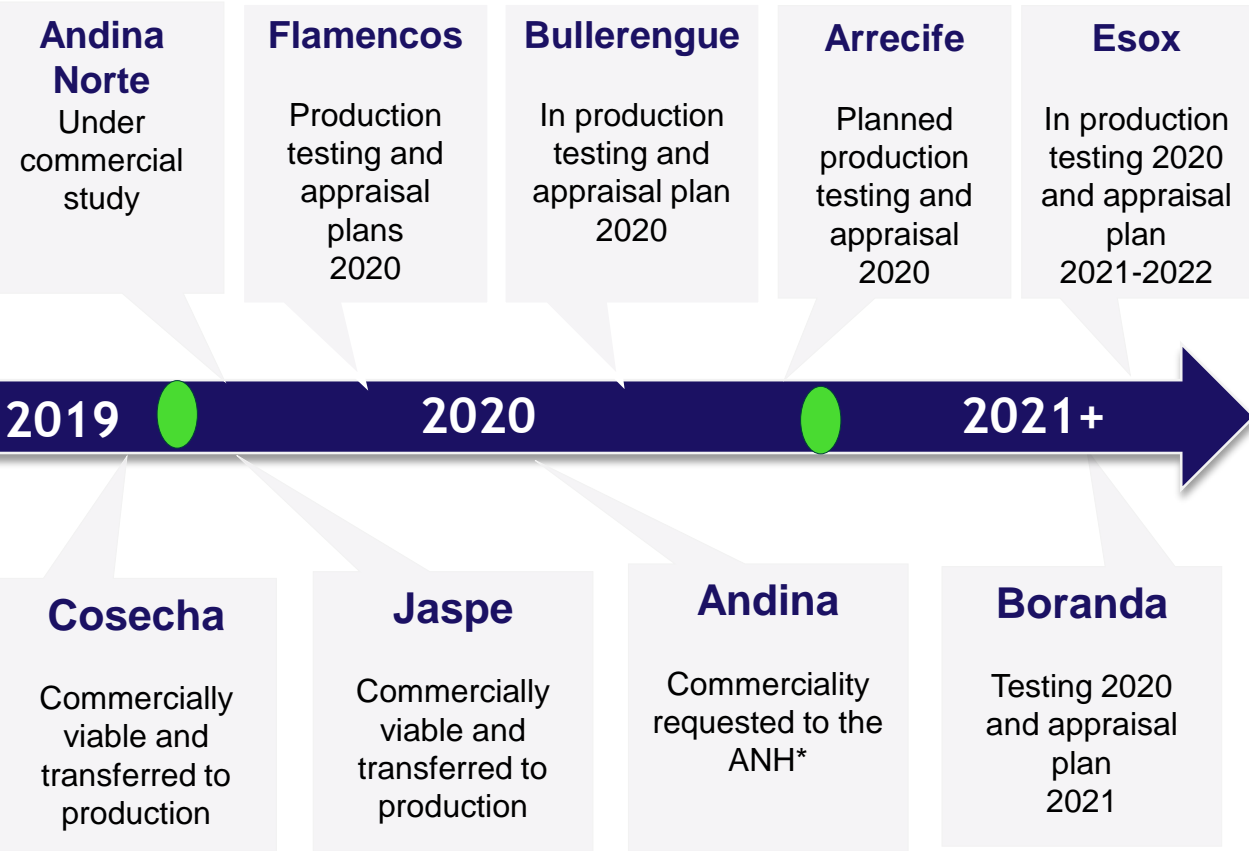 Andina
Norte
Under
commercial
study
Flamencos
Production
testing and
appraisal
plans
2020
Bullerengue
In production
testing and
appraisal plan
2020
Arrecife
Planned
production
testing and
appraisal
2020
Esox
In production
testing 2020
and appraisal
plan
2021-2022
2019
2020
2021+
Cosecha
Commercially
viable and
transferred to
production
Jaspe
Commercially
viable and
transferred to
production
Andina
Commerciality
requested to the
ANH*
Boranda
Testing 2020
and appraisal
plan
2021